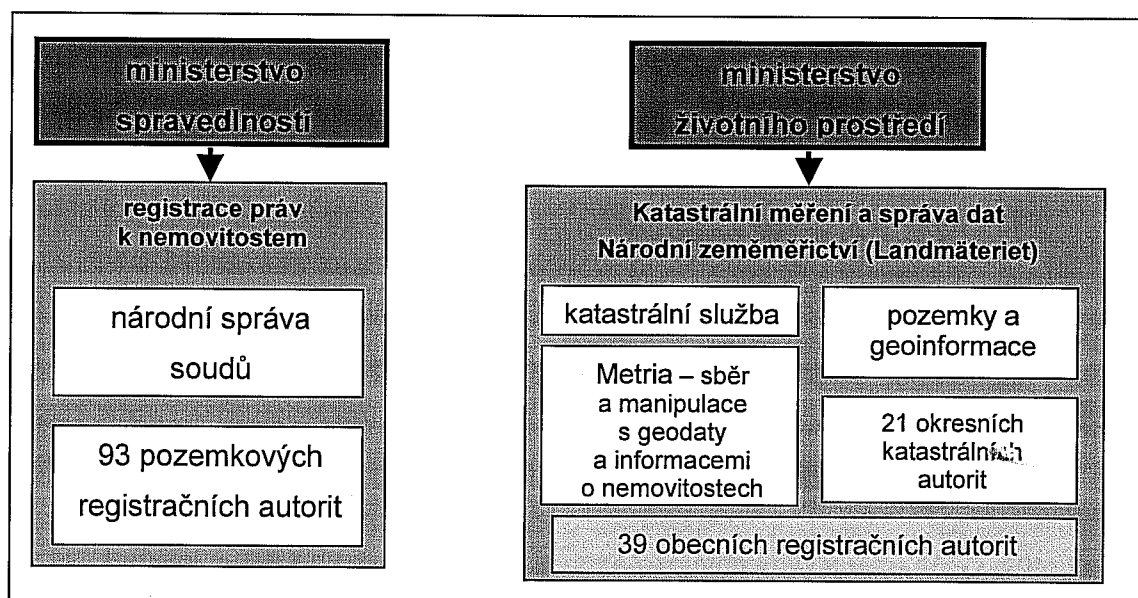 ministerstvo
spravedlnosti
registrace práv
k nemovitostem
národní správa
soudů
93 pozemkových
registračních autorit
ministerstvo
životního prostředí
Katastrální měření a správa dat
Národní zeměměřictví (Landmäteriet)
katastrální služba
Metria – sběr
a manipulace
s geodaty
a informacemi
o nemovitostech
pozemky a
geoinformace
21 okresních
katastrálních
autorit
39 obecních registračních autorit